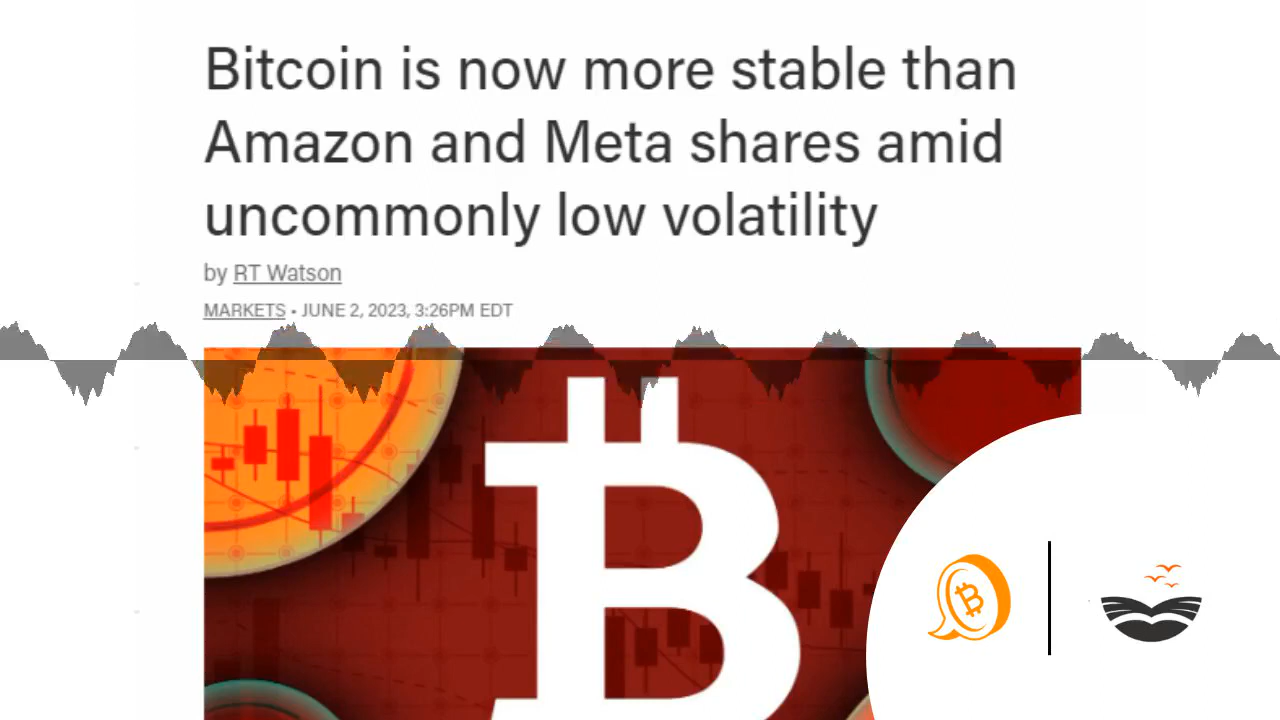 Bitcoin is now more stable than
Amazon and Meta shares amid
uncommonly low volatility
by RT Watson
MARKETS • JUNE 2, 2023, 3:26PM EDT